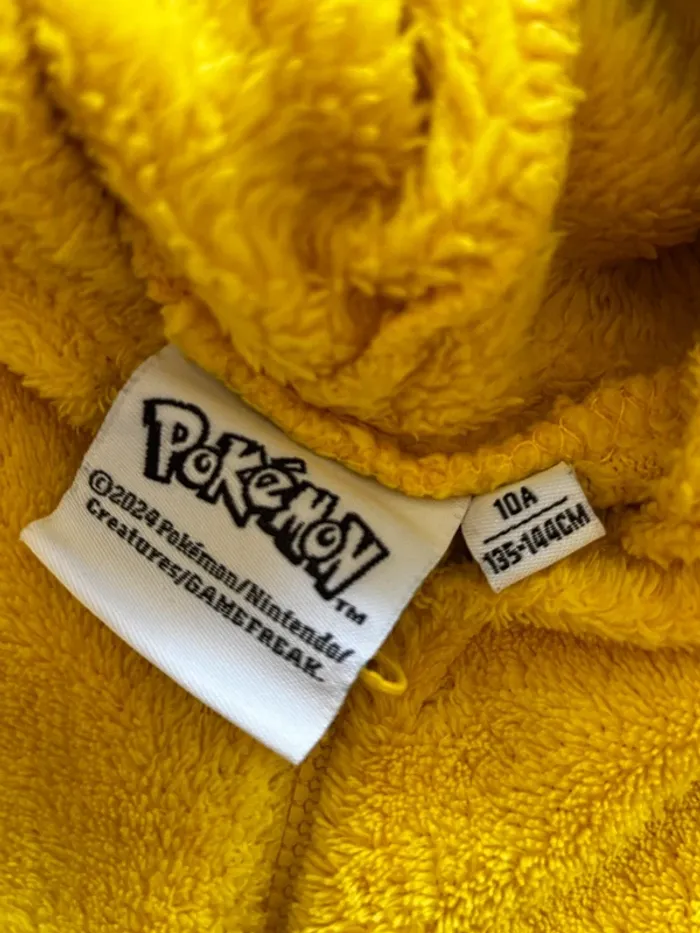 POKéMON
TM
©2024 Pokémon/Nintendo/
Creatures/GAMEFREAK.
10A
135-144CM